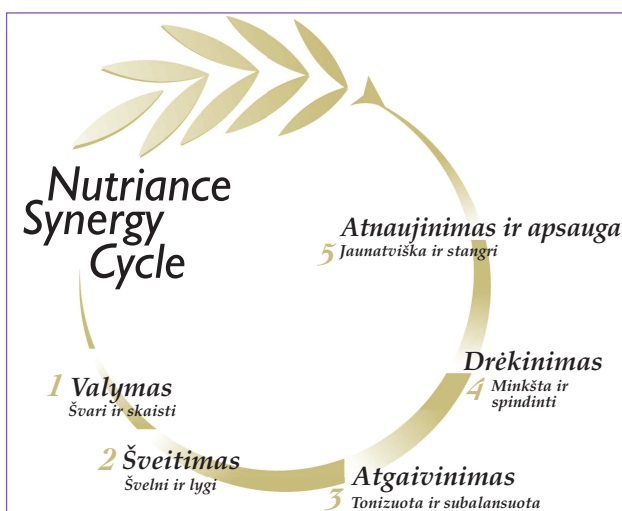 Nutriance
Synergy
Cycle
1 Valymas
Švari ir skaisti
2 Šveitimas
Švelni ir lygi
3 Atgaivinimas
Tonizuota ir subalansuota
4 Drėkinimas
Minkšta ir
spindinti
5 Atnaujinimas ir apsauga
Jaunatviška ir stangri